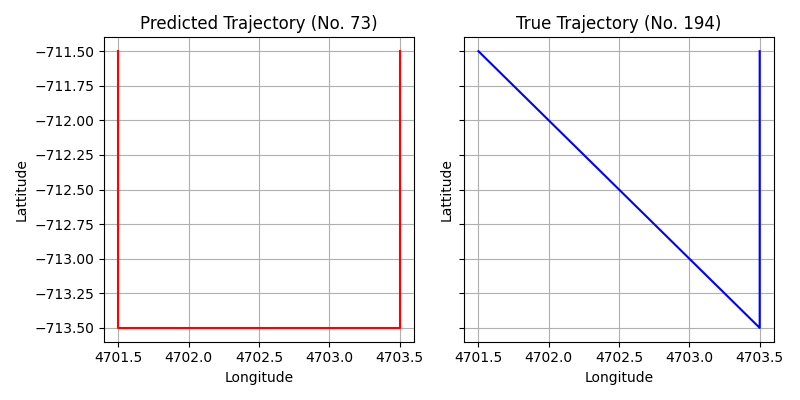 Predicted Trajectory (No. 73)
−711.50
−711.75
−712.00
−712.25
−712.50
−712.75
−713.00
−713.25
−713.50
Lattitude
4701.5 4702.0 4702.5 4703.0 4703.5
Longitude
True Trajectory (No. 194)
Lattitude
4701.5 4702.0 4702.5 4703.0 4703.5
Longitude